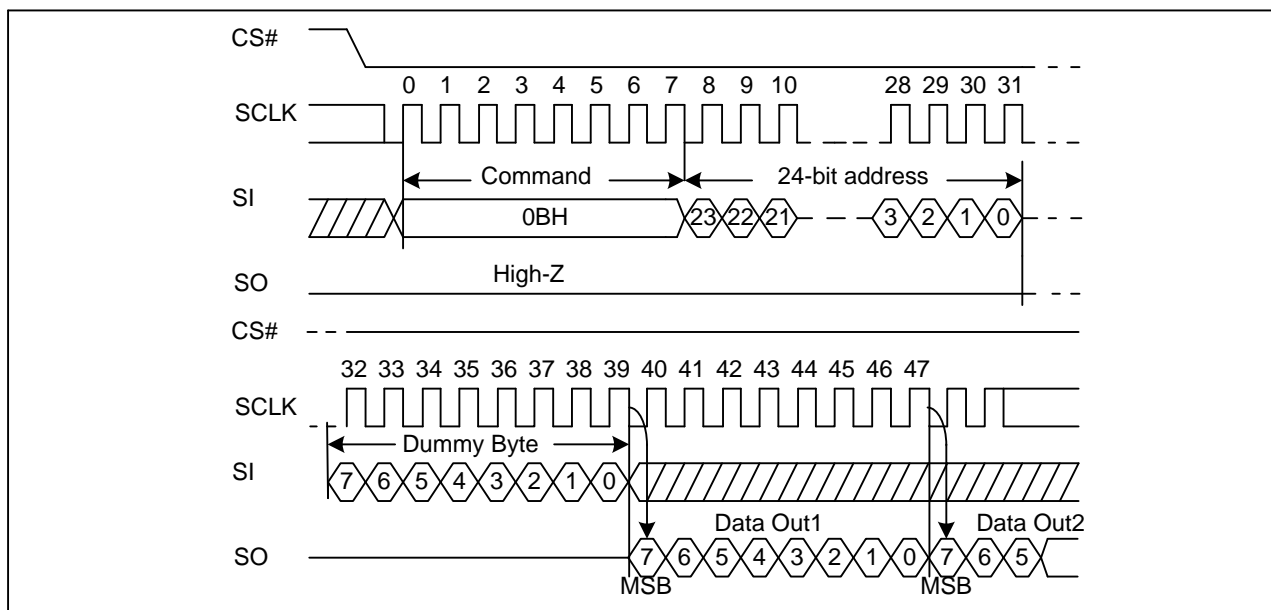 CS#
0 1 2 3 4 5 6 7 8 9 10 28 29 30 31
SCLK
Command 24-bit address
SI
0BH 23 22 21 3 2 1 0
High-Z
SO
CS#
32 33 34 35 36 37 38 39 40 41 42 43 44 45 46 47
SCLK
Dummy Byte
SI
7 6 5 4 3 2 1 0
Data Out1 Data Out2
SO
7 6 5 4 3 2 1 0 7 6 5
MSB MSB